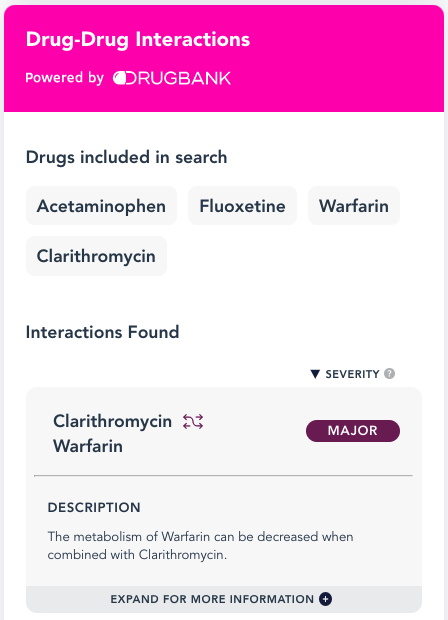 Drug-Drug Interactions
Powered by DRUGBANK
Drugs included in search
Acetaminophen Fluoxetine Warfarin
Clarithromycin
Interactions Found
▼ SEVERITY ?
Clarithromycin
Warfarin
MAJOR
DESCRIPTION
The metabolism of Warfarin can be decreased when
combined with Clarithromycin.
EXPAND FOR MORE INFORMATION +